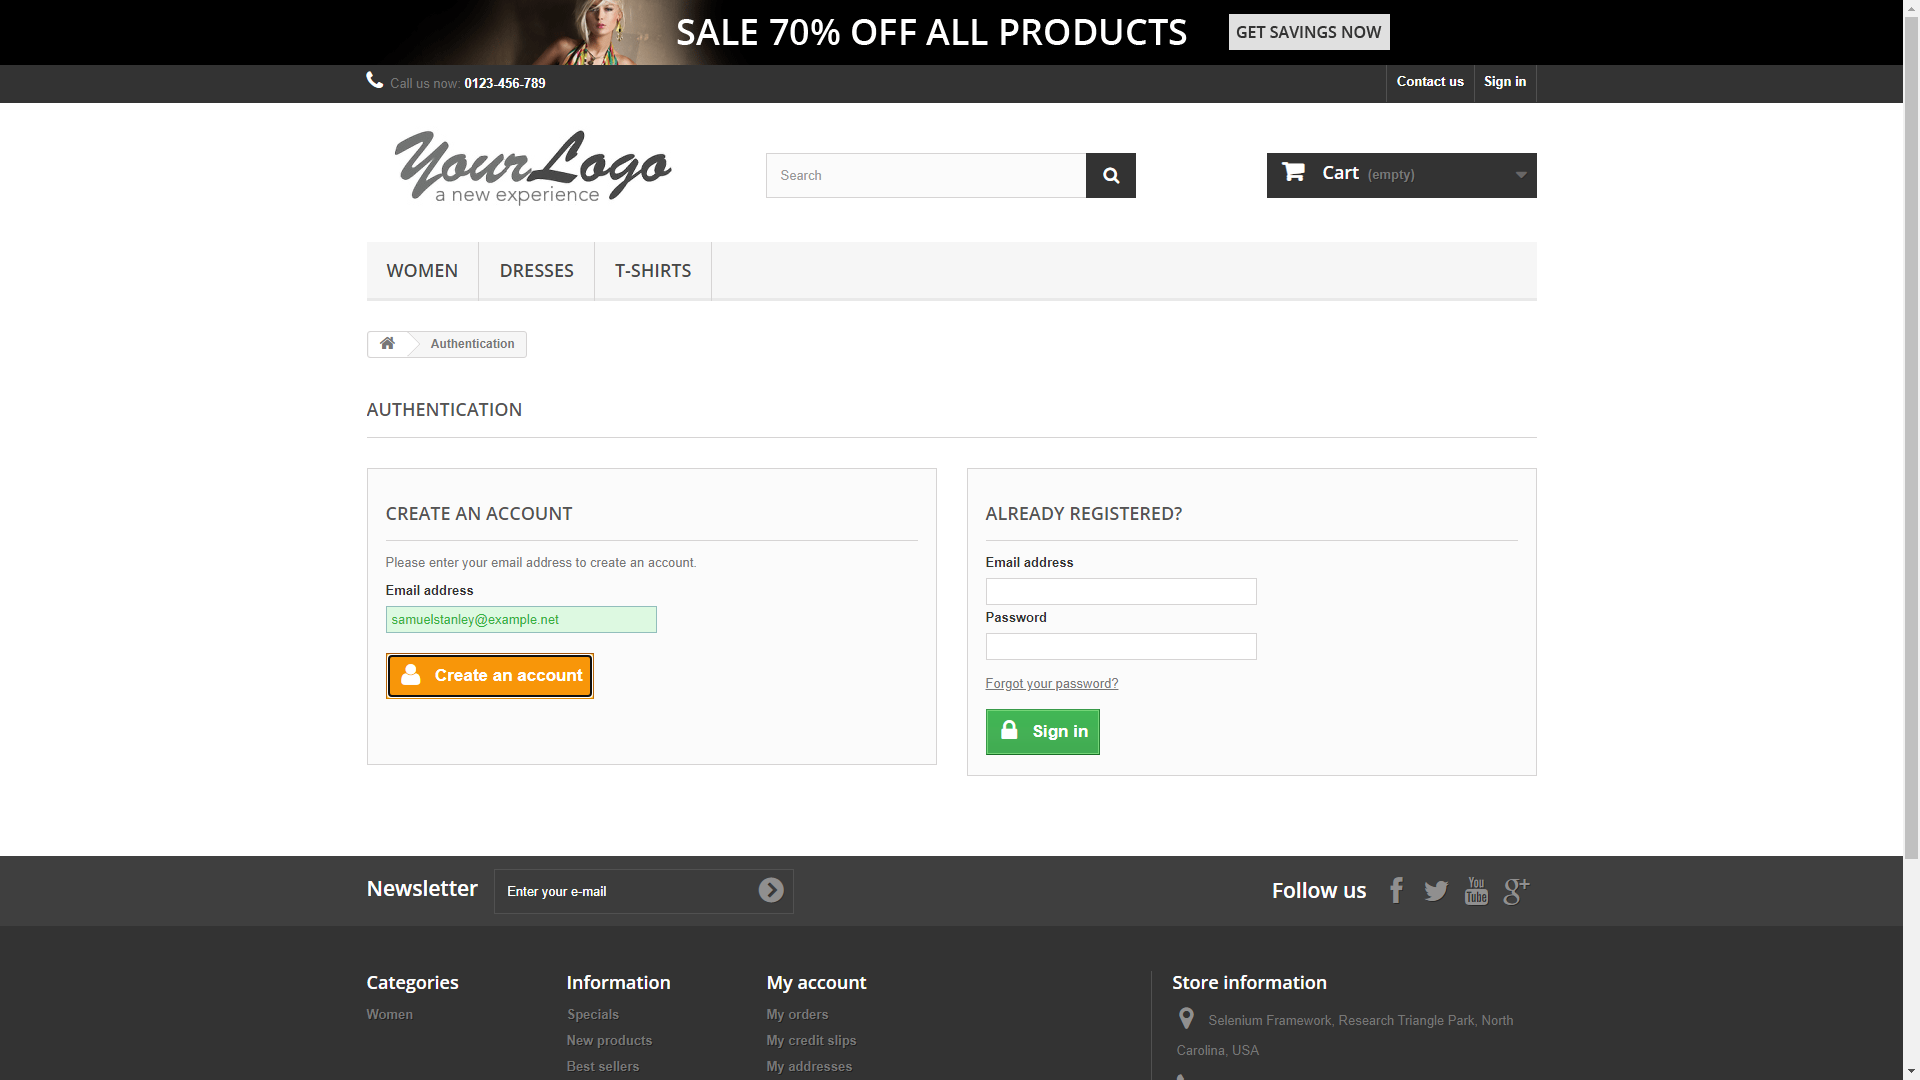 SALE 70% OFF ALL PRODUCTS
GET SAVINGS NOW
Call us now: 0123-456-789
Contact us
Sign in
YourLogo
a new experience
Search
Cart (empty)
WOMEN
DRESSES
T-SHIRTS
Authentication
AUTHENTICATION
CREATE AN ACCOUNT
Please enter your email address to create an account.
Email address
samuelstanley@example.net
Create an account
ALREADY REGISTERED?
Email address
Password
Forgot your password?
Sign in
Newsletter
Enter your e-mail
Follow us
You
Tube
g+
Categories
Women
Information
Specials
New products
Best sellers
My account
My orders
My credit slips
My addresses
Store information
Selenium Framework, Research Triangle Park, North
Carolina, USA